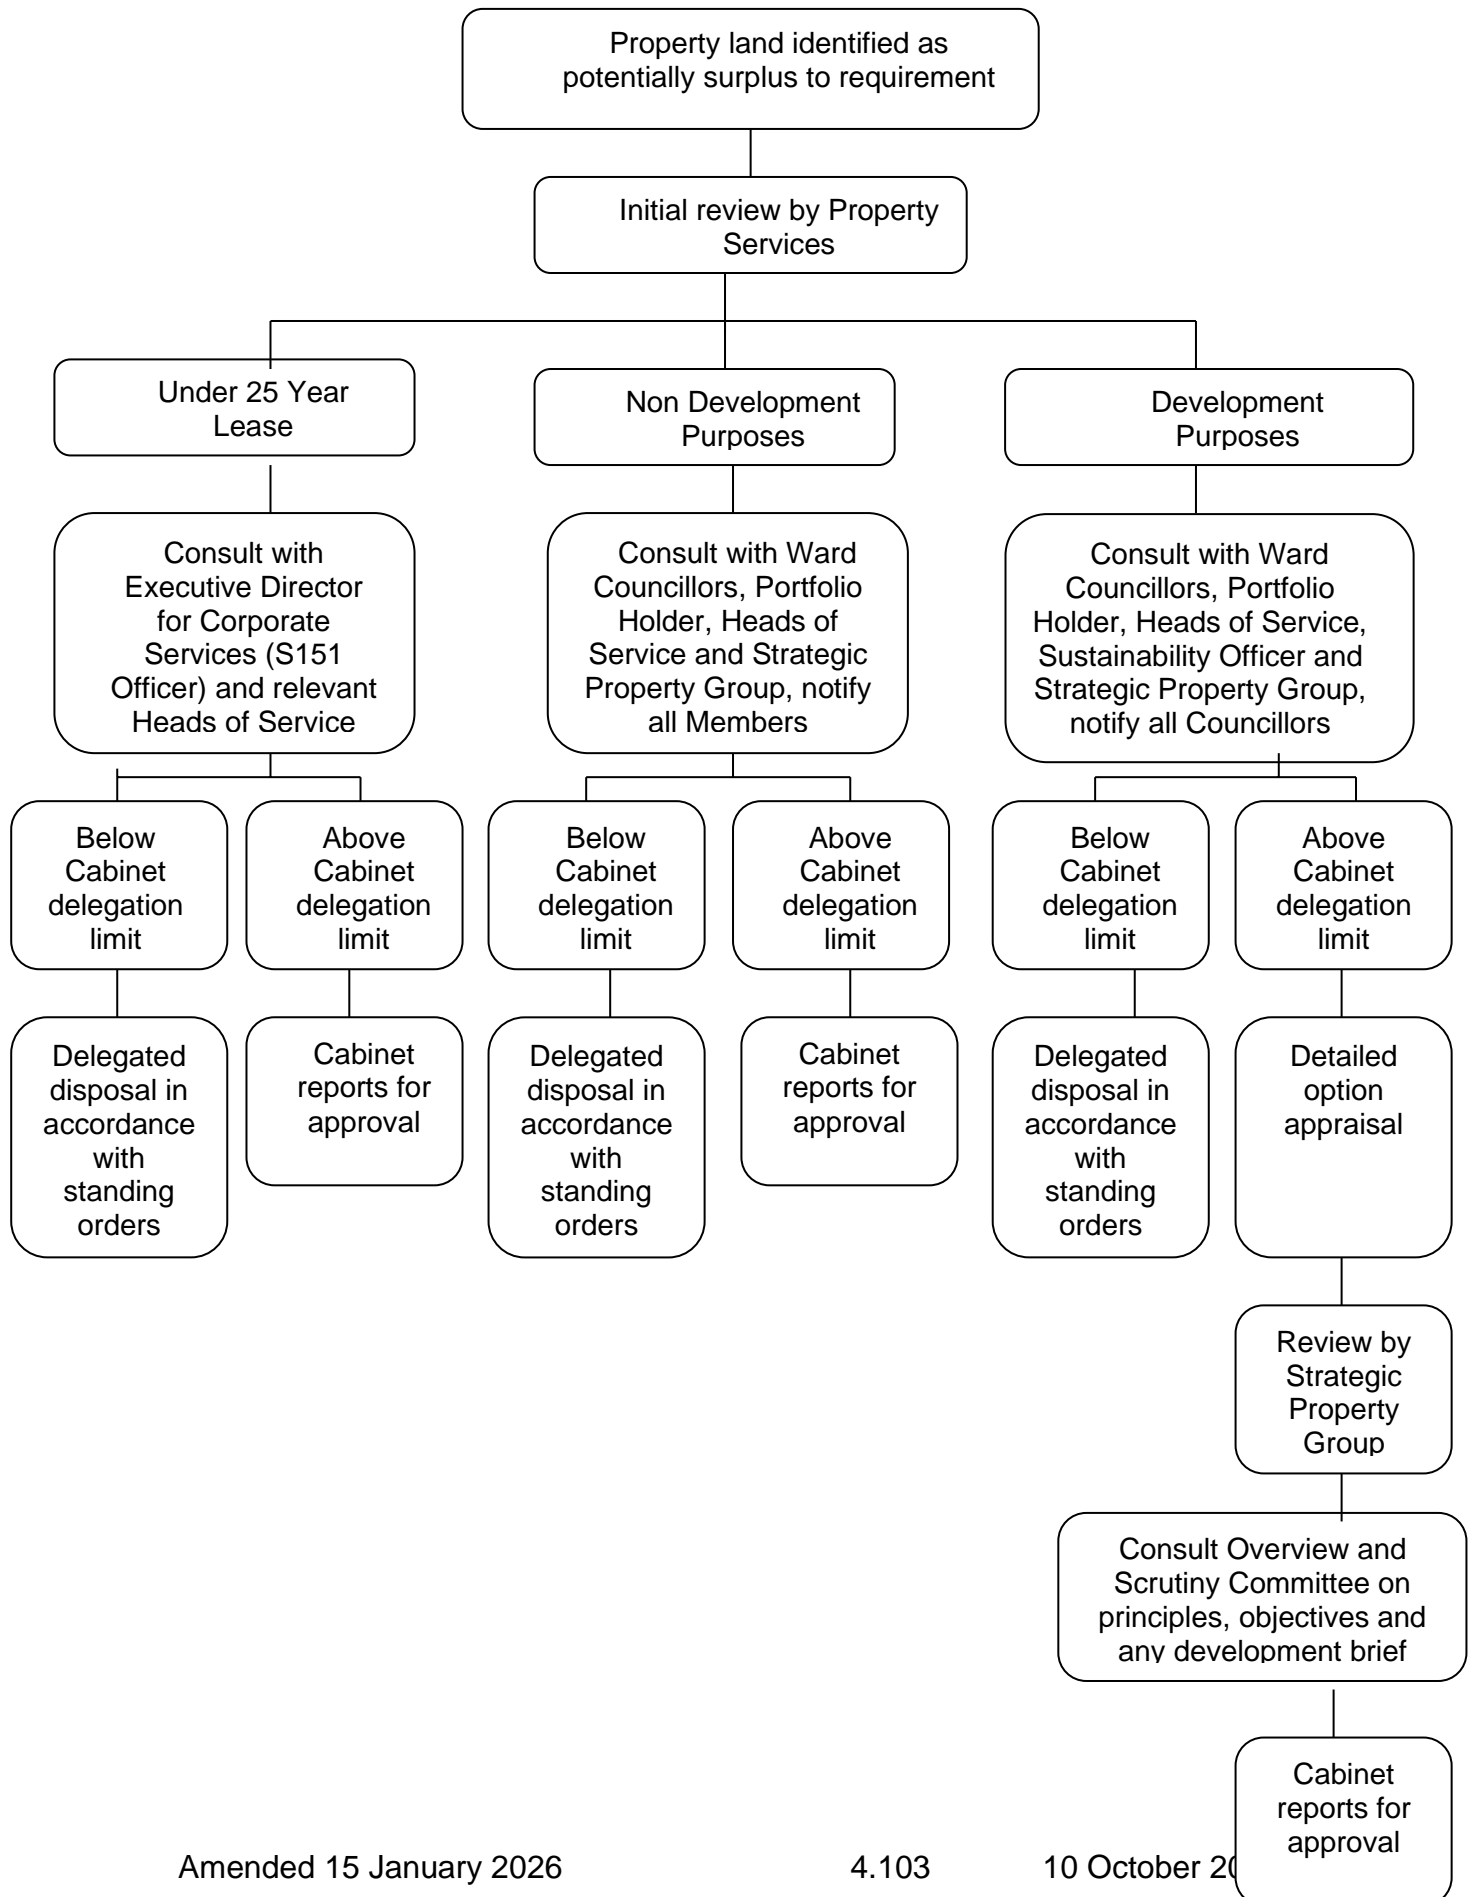 Property land identified as
potentially surplus to requirement
Initial review by Property
Services
Under 25 Year
Lease
Non Development
Purposes
Development
Purposes
Consult with
Executive Director
for Corporate
Services (S151
Officer) and relevant
Heads of Service
Consult with Ward
Councillors, Portfolio
Holder, Heads of
Service and Strategic
Property Group, notify
all Members
Consult with Ward
Councillors, Portfolio
Holder, Heads of Service,
Sustainability Officer and
Strategic Property Group,
notify all Councillors
Below
Cabinet
delegation
limit
Above
Cabinet
delegation
limit
Below
Cabinet
delegation
limit
Above
Cabinet
delegation
limit
Below
Cabinet
delegation
limit
Above
Cabinet
delegation
limit
Delegated
disposal in
accordance
with
standing
orders
Cabinet
reports for
approval
Delegated
disposal in
accordance
with
standing
orders
Cabinet
reports for
approval
Delegated
disposal in
accordance
with
standing
orders
Detailed
option
appraisal
Review by
Strategic
Property
Group
Consult Overview and
Scrutiny Committee on
principles, objectives and
any development brief
Cabinet
reports for
approval
Amended 15 January 2026 4.103 10 October